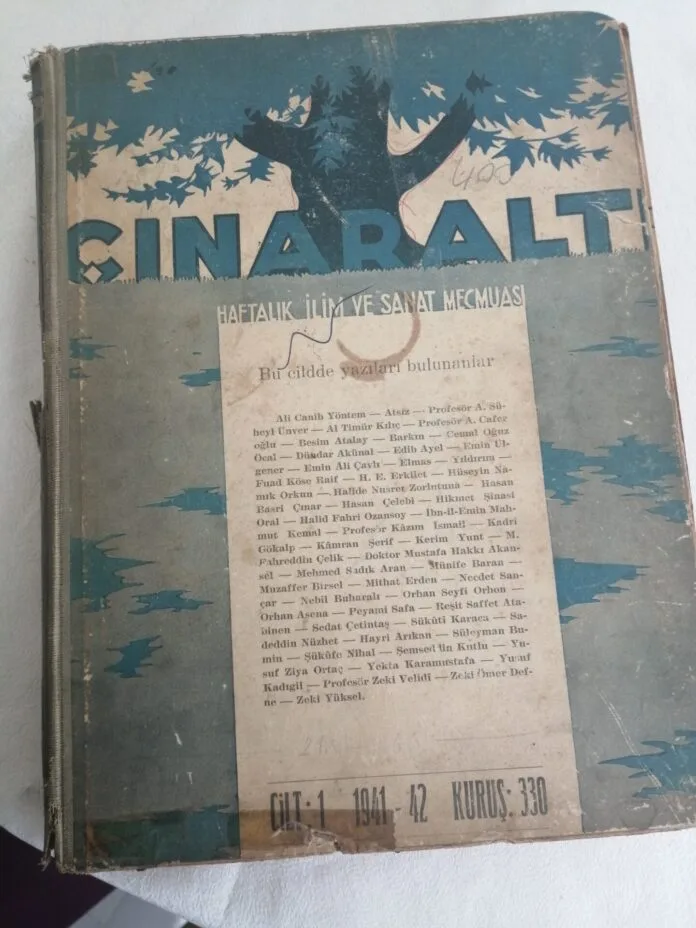 400
ÇINARALTI
HAFTALIK İLİM VE SANAT MECMUASI
Bu cildde yazıları bulunanlar
Ali Canib Yöntem — Atsız — Profesör A. Sü-
heyl Ünver — Al Timür Kılıç — Profesör A. Cafer
oğlu — Besim Atalay — Barkın — Cemal Oğuz
Öcal — Dündar Akünal — Edib Ayel — Emin Ül-
gener — Emin Ali Çavlı — Elmas — Yıldırım —
Fuad Köse Raif — H. E. Erkilet — Hüseyin Na-
mık Orkun — Halide Nusret Zorlutuna — Hasan
Basri Çınar — Hasan Çelebi — Hikmet Şinasi
Oral — Halid Fahri Ozansoy — Ibn-il-Emin Mah-
mut Kemal — Profesör Kâzım İsmail — Kadri
Gökalp — Kâmran Şerif — Kerim Yunt — M.
Fahreddin Çelik — Doktor Mustafa Hakkı Akan-
sel — Mehmed Sadık Aran — Münife Baran —
Muzaffer Birsel — Mithat Erden — Necdet San-
çar — Nebil Buharalı — Orhan Seyfi Orhon —
Orhan Asena — Peyami Safa — Reşit Saffet Ata-
binen — Sedat Çetintaş — Sükûti Karaca — Sa-
deddin Nüzhet — Hayri Arıkan — Süleyman Bu-
min — Şükûfe Nihal — Şemseddin Kutlu — Yu-
suf Ziya Ortaç — Yekta Karamustafa — Yusuf
Kadıgil — Profesör Zeki Velidî — Zeki Ömer Def-
ne — Zeki Yüksel.
CİLT: 1 1941 - 42 KURUŞ: 330